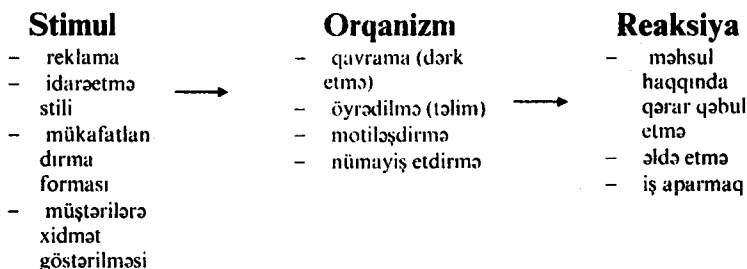 Stimul
– reklama
– idarəetmə
stili
– mükafatlan
dırma
forması
– müştərilərə
xidmət
göstərilməsi
Orqanizm
– qavrama (dərk
etmə)
– öyrədilmə (təlim)
– motiləşdirmə
– nümayiş etdirmə
Reaksiya
– məhsul
haqqında
qərar qəbul
etmə
– əldə etmə
– iş aparmaq